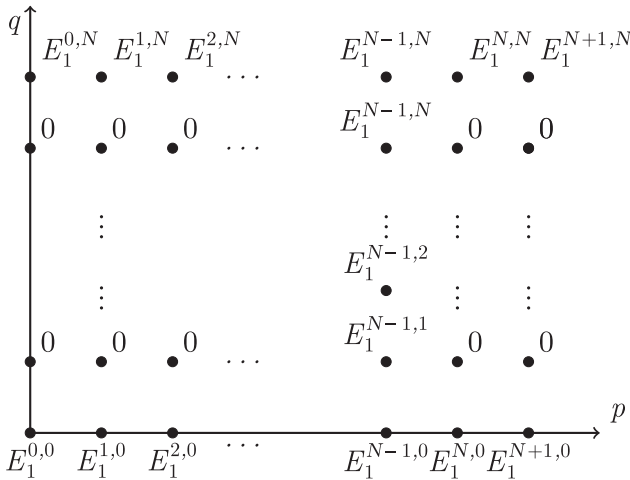 q
E_1^{0,N} E_1^{1,N} E_1^{2,N} E_1^{N-1,N} E_1^{N,N} E_1^{N+1,N}
...
0 0 0 E_1^{N-1,N} 0 0
...
⋮ ⋮ ⋮ ⋮
E_1^{N-1,2}
⋮ ⋮ ⋮
0 0 0 E_1^{N-1,1} 0 0
...
p
...
E_1^{0,0} E_1^{1,0} E_1^{2,0} E_1^{N-1,0} E_1^{N,0} E_1^{N+1,0}